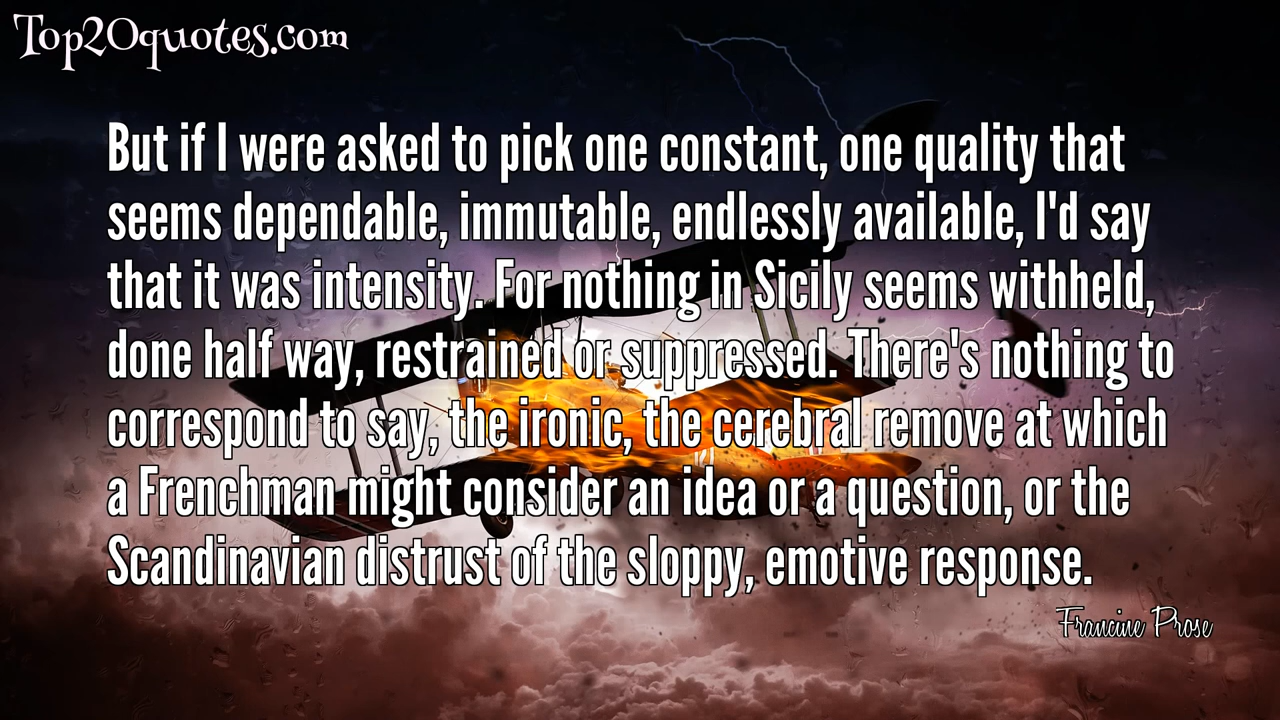 Top20quotes.com
But if I were asked to pick one constant, one quality that
seems dependable, immutable, endlessly available, I'd say
that it was intensity. For nothing in Sicily seems withheld,
done half way, restrained or suppressed. There's nothing to
correspond to say, the ironic, the cerebral remove at which
a Frenchman might consider an idea or a question, or the
Scandinavian distrust of the sloppy, emotive response.
Francine Prose